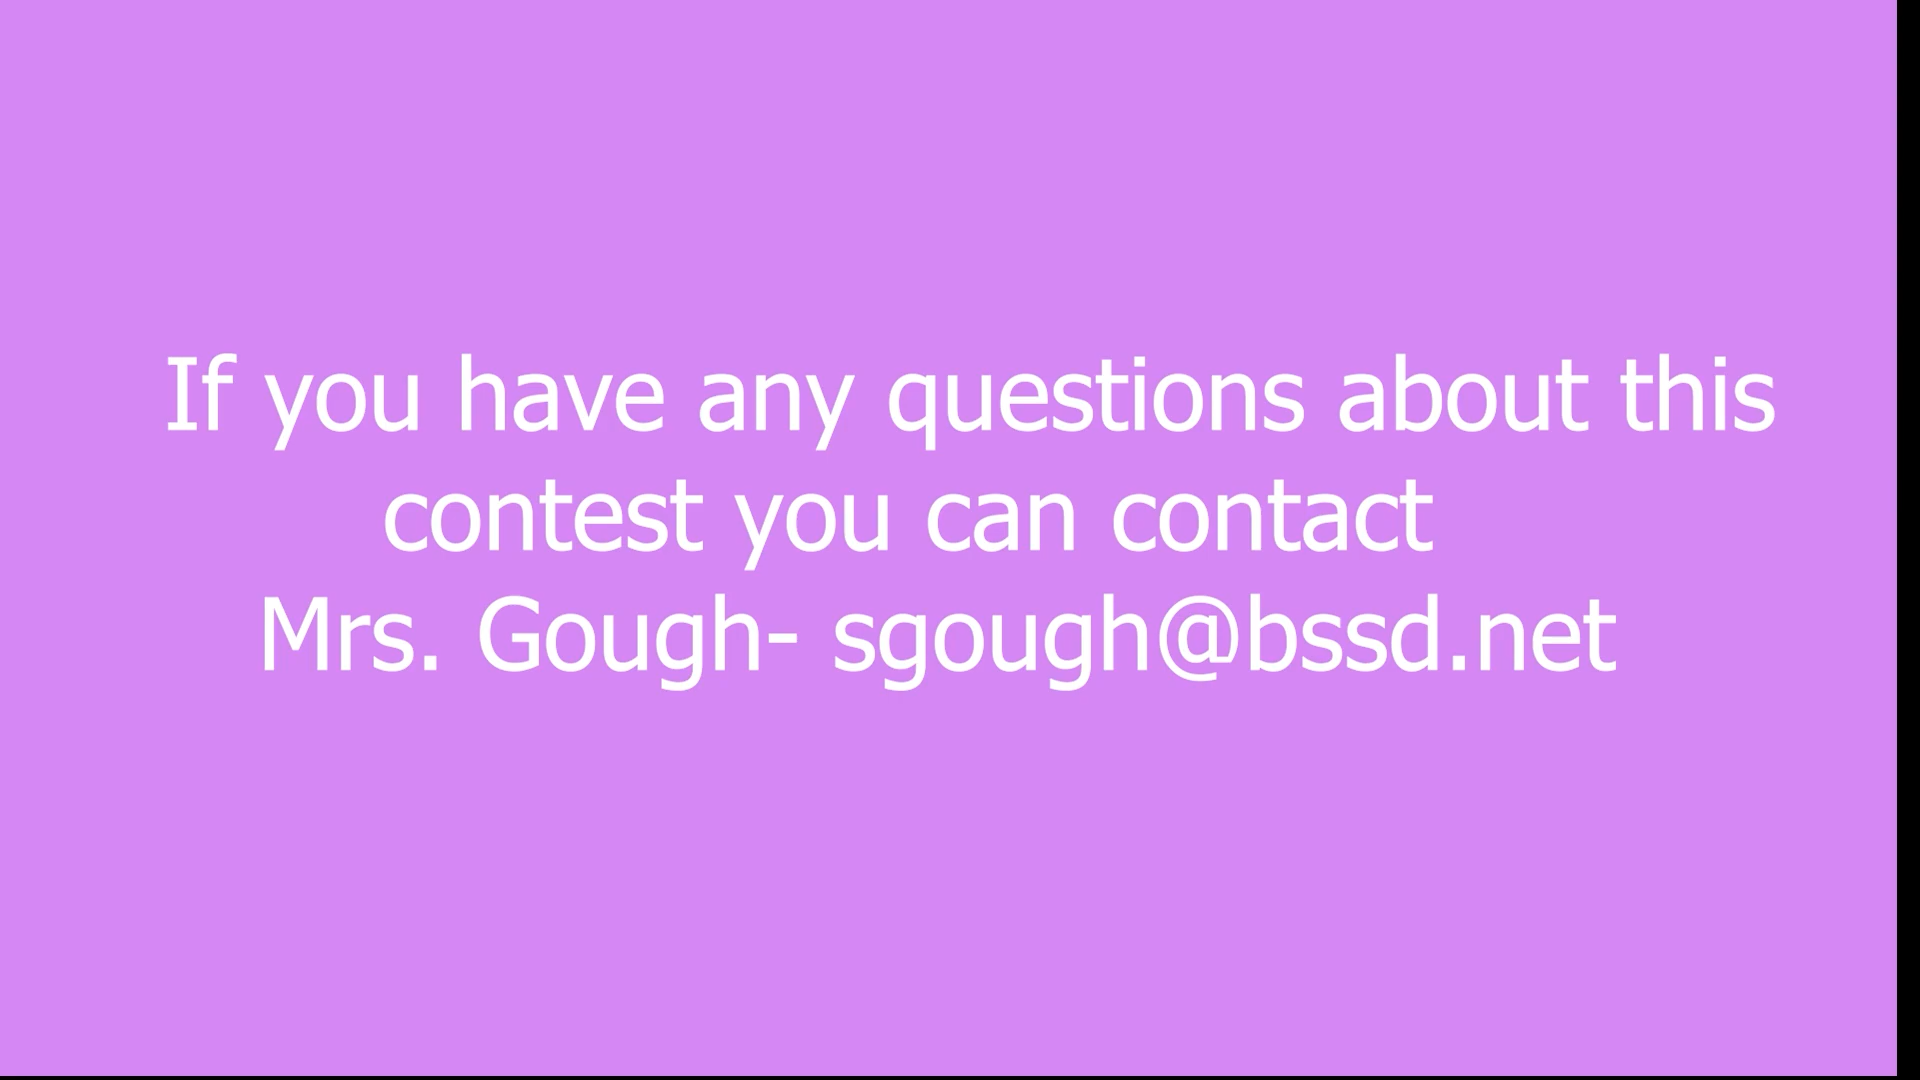 If you have any questions about this
contest you can contact
Mrs. Gough- sgough@bssd.net